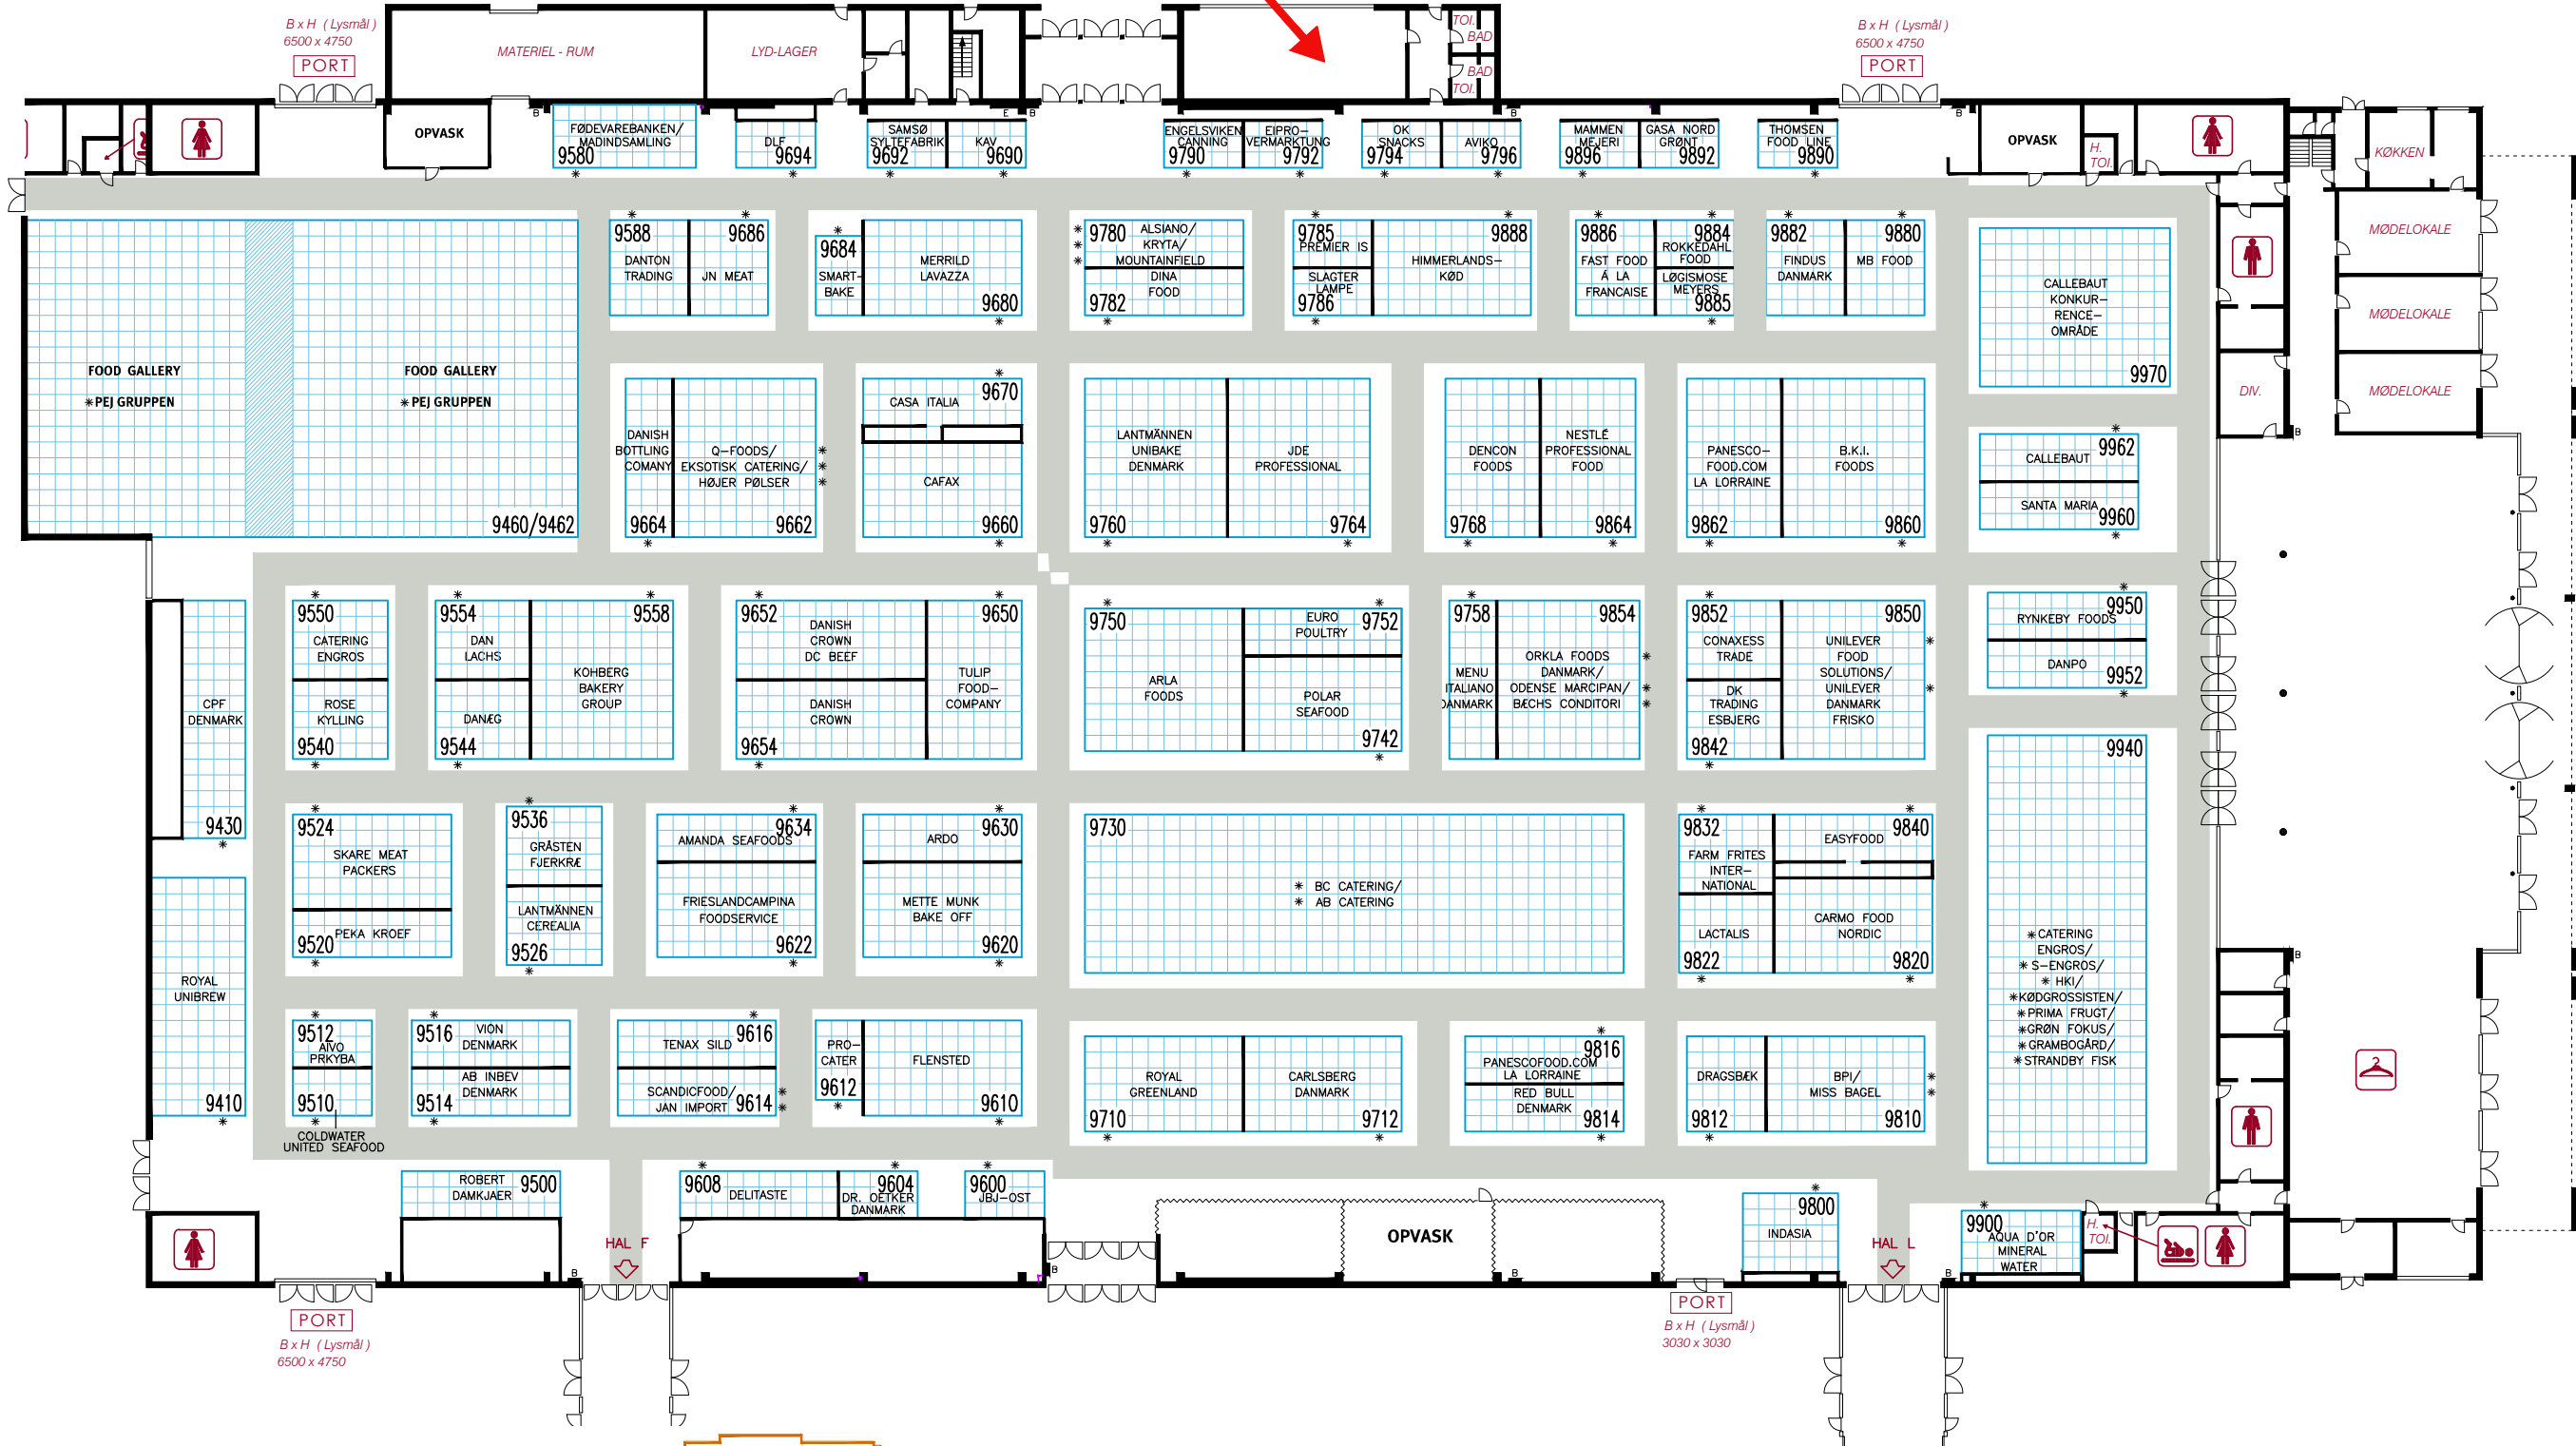 B x H ( Lysmål )
6500 x 4750
PORT
MATERIEL - RUM
LYD-LAGER
TOI.
BAD
BAD
TOI.
B x H ( Lysmål )
6500 x 4750
PORT
OPVASK
B
FØDEVAREBANKEN/
MADINDSAMLING
9580
DLF
9694
SAMSØ
SYLTEFABRIK
9692
E
B
KAV
9690
ENGELSVIKEN
CANNING
9790
EIPRO-
VERMARKTUNG
9792
OK
SNACKS
9794
B
AVIKO
9796
MAMMEN
MEJERI
9896
GASA NORD
GRØNT
9892
THOMSEN
FOOD LINE
9890
B
OPVASK
H.
TOI.
KØKKEN
MØDELOKALE
MØDELOKALE
MØDELOKALE
DIV.
B
FOOD GALLERY
*PEJ GRUPPEN
FOOD GALLERY
*PEJ GRUPPEN
9460/9462
9588
DANTON
TRADING
9686
JN MEAT
9684
SMART-
BAKE
MERRILD
LAVAZZA
9680
9780
ALSIANO/
KRYTA/
MOUNTAINFIELD
DINA
FOOD
9782
9785
PREMIER IS
SLAGTER
LAMPE
9786
9888
HIMMERLANDS-
KØD
9886
FAST FOOD
Á LA
FRANCAISE
9884
ROKKEDAHL
FOOD
LØGISMOSE
MEYERS
9885
9882
FINDUS
DANMARK
9880
MB FOOD
CALLEBAUT
KONKUR-
RENCE-
OMRÅDE
9970
DANISH
BOTTLING
COMANY
9664
Q-FOODS/
EKSOTISK CATERING/
HØJER PØLSER
9662
9670
CASA ITALIA
CAFAX
9660
LANTMÄNNEN
UNIBAKE
DENMARK
9760
JDE
PROFESSIONAL
9764
DENCON
FOODS
9768
NESTLÉ
PROFESSIONAL
FOOD
9864
PANESCO-
FOOD.COM
LA LORRAINE
9862
B.K.I.
FOODS
9860
9962
CALLEBAUT
SANTA MARIA
9960
CPF
DENMARK
9430
9550
CATERING
ENGROS
ROSE
KYLLING
9540
9554
DAN
LACHS
DANÆG
9544
9558
KOHBERG
BAKERY
GROUP
9652
DANISH
CROWN
DC BEEF
DANISH
CROWN
9654
9650
TULIP
FOOD-
COMPANY
9750
ARLA
FOODS
EURO
POULTRY
9752
POLAR
SEAFOOD
9742
9758
MENU
ITALIANO
DANMARK
9854
ORKLA FOODS
DANMARK/
ODENSE MARCIPAN/
BÆCHS CONDITORI
9852
CONAXESS
TRADE
DK
TRADING
ESBJERG
9842
9850
UNILEVER
FOOD
SOLUTIONS/
UNILEVER
DANMARK
FRISKO
9950
RYNKEBY FOODS
DANPO
9952
ROYAL
UNIBREW
9410
9524
SKARE MEAT
PACKERS
9520
PEKA KROEF
9536
GRÅSTEN
FJERKRÆ
LANTMÄNNEN
CEREALIA
9526
9634
AMANDA SEAFOODS
FRIESLANDCAMPINA
FOODSERVICE
9622
9630
ARDO
METTE MUNK
BAKE OFF
9620
9730
* BC CATERING/
* AB CATERING
9832
FARM FRITES
INTER-
NATIONAL
LACTALIS
9822
9840
EASYFOOD
CARMO FOOD
NORDIC
9820
9940
*CATERING
ENGROS/
* S-ENGROS/
* HKI/
*KØDGROSSISTEN/
*PRIMA FRUGT/
*GRØN FOKUS/
*GRAMBOGÅRD/
*STRANDBY FISK
B
9512
AIVO
PRKYBA
9510
COLDWATER
UNITED SEAFOOD
9516
VION
DENMARK
AB INBEV
DENMARK
9514
9616
TENAX SILD
SCANDICFOOD/
JAN IMPORT
9614
PRO-
CATER
9612
FLENSTED
9610
ROYAL
GREENLAND
9710
CARLSBERG
DANMARK
9712
9816
PANESCOFOOD.COM
LA LORRAINE
RED BULL
DENMARK
9814
DRAGSBÆK
9812
BPI/
MISS BAGEL
9810
ROBERT
DAMKJAER
9500
9608
DELITASTE
9604
DR. OETKER
DANMARK
9600
JBJ-OST
OPVASK
9800
INDASIA
9900
AQUA D'OR
MINERAL
WATER
H.
TOI.
HAL F
HAL L
B
B
B
B
PORT
B x H ( Lysmål )
6500 x 4750
PORT
B x H ( Lysmål )
3030 x 3030